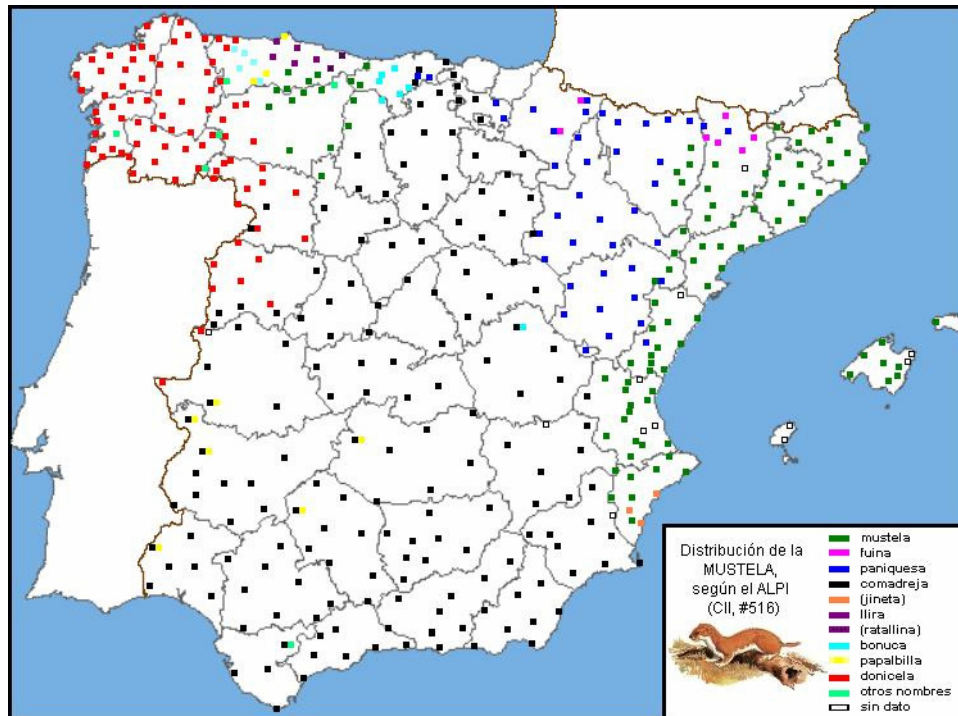 Distribución de la
MUSTELA,
según el ALPI
(CII, #516)
mustela
fuina
paniquesa
comadreja
(jineta)
llira
(ratallina)
bonuca
papalbilla
donicela
otros nombres
sin dato